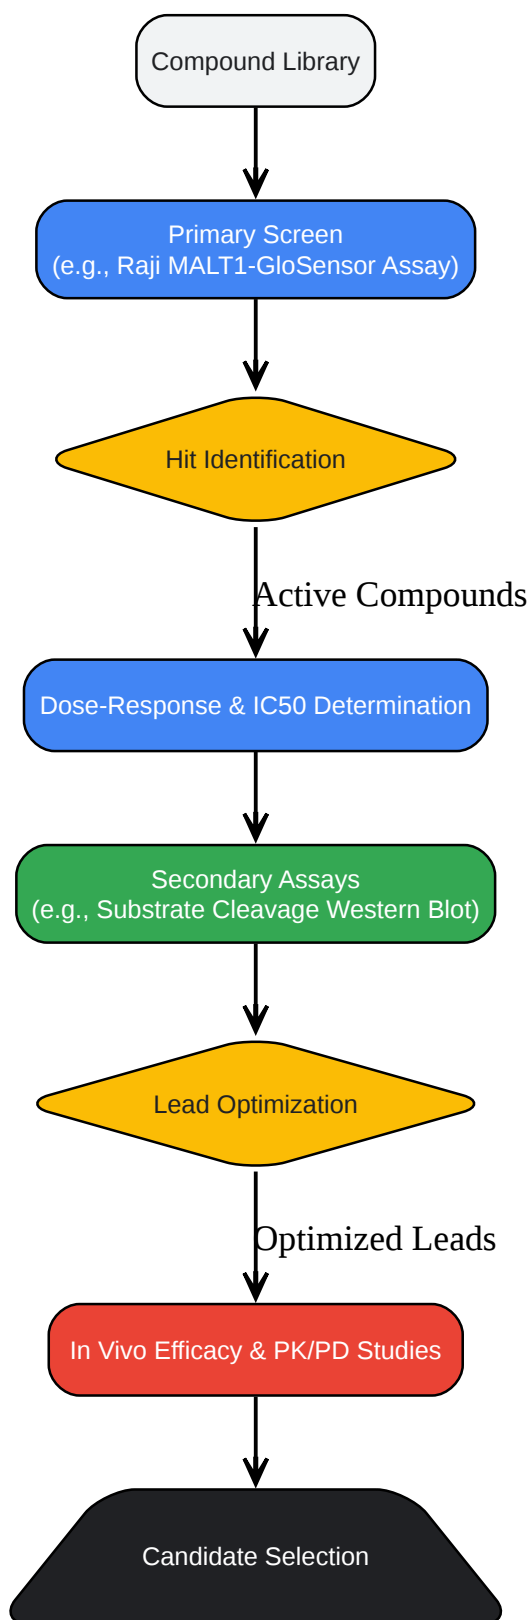 Compound Library
Primary Screen
(e.g., Raji MALT1-GloSensor Assay)
Hit Identification
Active Compounds
Dose-Response & IC50 Determination
Secondary Assays
(e.g., Substrate Cleavage Western Blot)
Lead Optimization
Optimized Leads
In Vivo Efficacy & PK/PD Studies
Candidate Selection